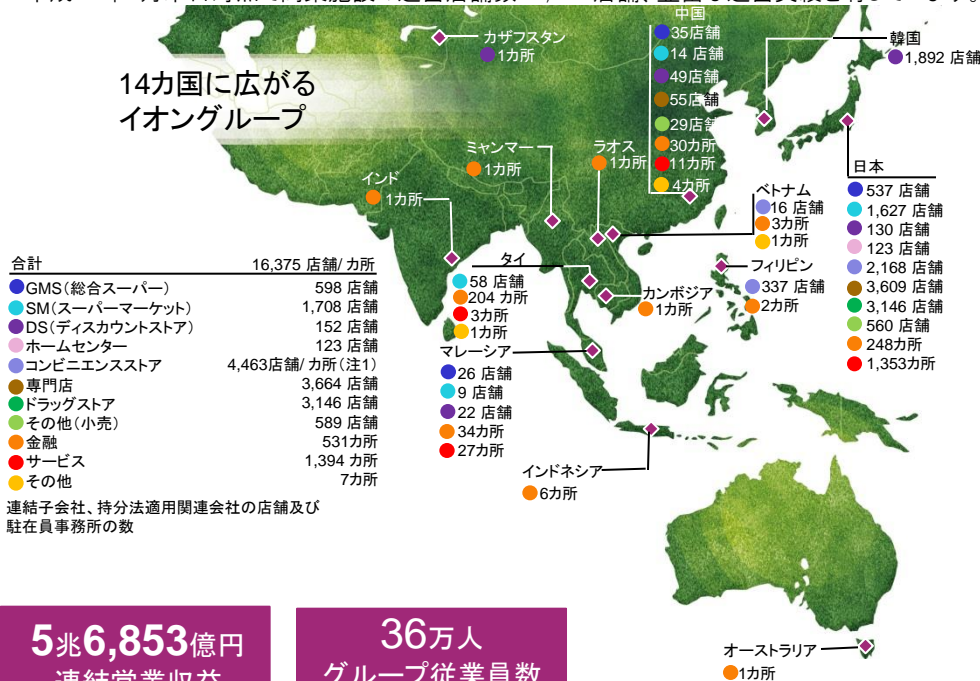 14カ国に広がる
イオングループ
カザフスタン
1カ所
中国
35店舗
14 店舗
49店舗
55店舗
29店舗
30カ所
11カ所
4カ所
韓国
1,892 店舗
ミャンマー
1カ所
ラオス
1カ所
インド
1カ所
日本
537 店舗
1,627 店舗
130 店舗
123 店舗
2,168 店舗
3,609 店舗
3,146 店舗
560 店舗
248カ所
1,353カ所
ベトナム
16 店舗
3カ所
1カ所
フィリピン
337 店舗
2カ所
タイ
58 店舗
204 カ所
3カ所
1カ所
カンボジア
1カ所
マレーシア
26 店舗
9 店舗
22 店舗
34カ所
27カ所
インドネシア
6カ所
オーストラリア
1カ所
合計 16,375 店舗/カ所
GMS(総合スーパー) 598 店舗
SM(スーパーマーケット) 1,708 店舗
DS(ディスカウントストア) 152 店舗
ホームセンター 123 店舗
コンビニエンスストア 4,463店舗/カ所(注1)
専門店 3,664 店舗
ドラッグストア 3,146 店舗
その他(小売) 589 店舗
金融 531カ所
サービス 1,394 カ所
その他 7カ所
連結子会社、持分法適用関連会社の店舗及び
駐在員事務所の数
5兆6,853億円
連結営業収益
36万人
グループ従業員数